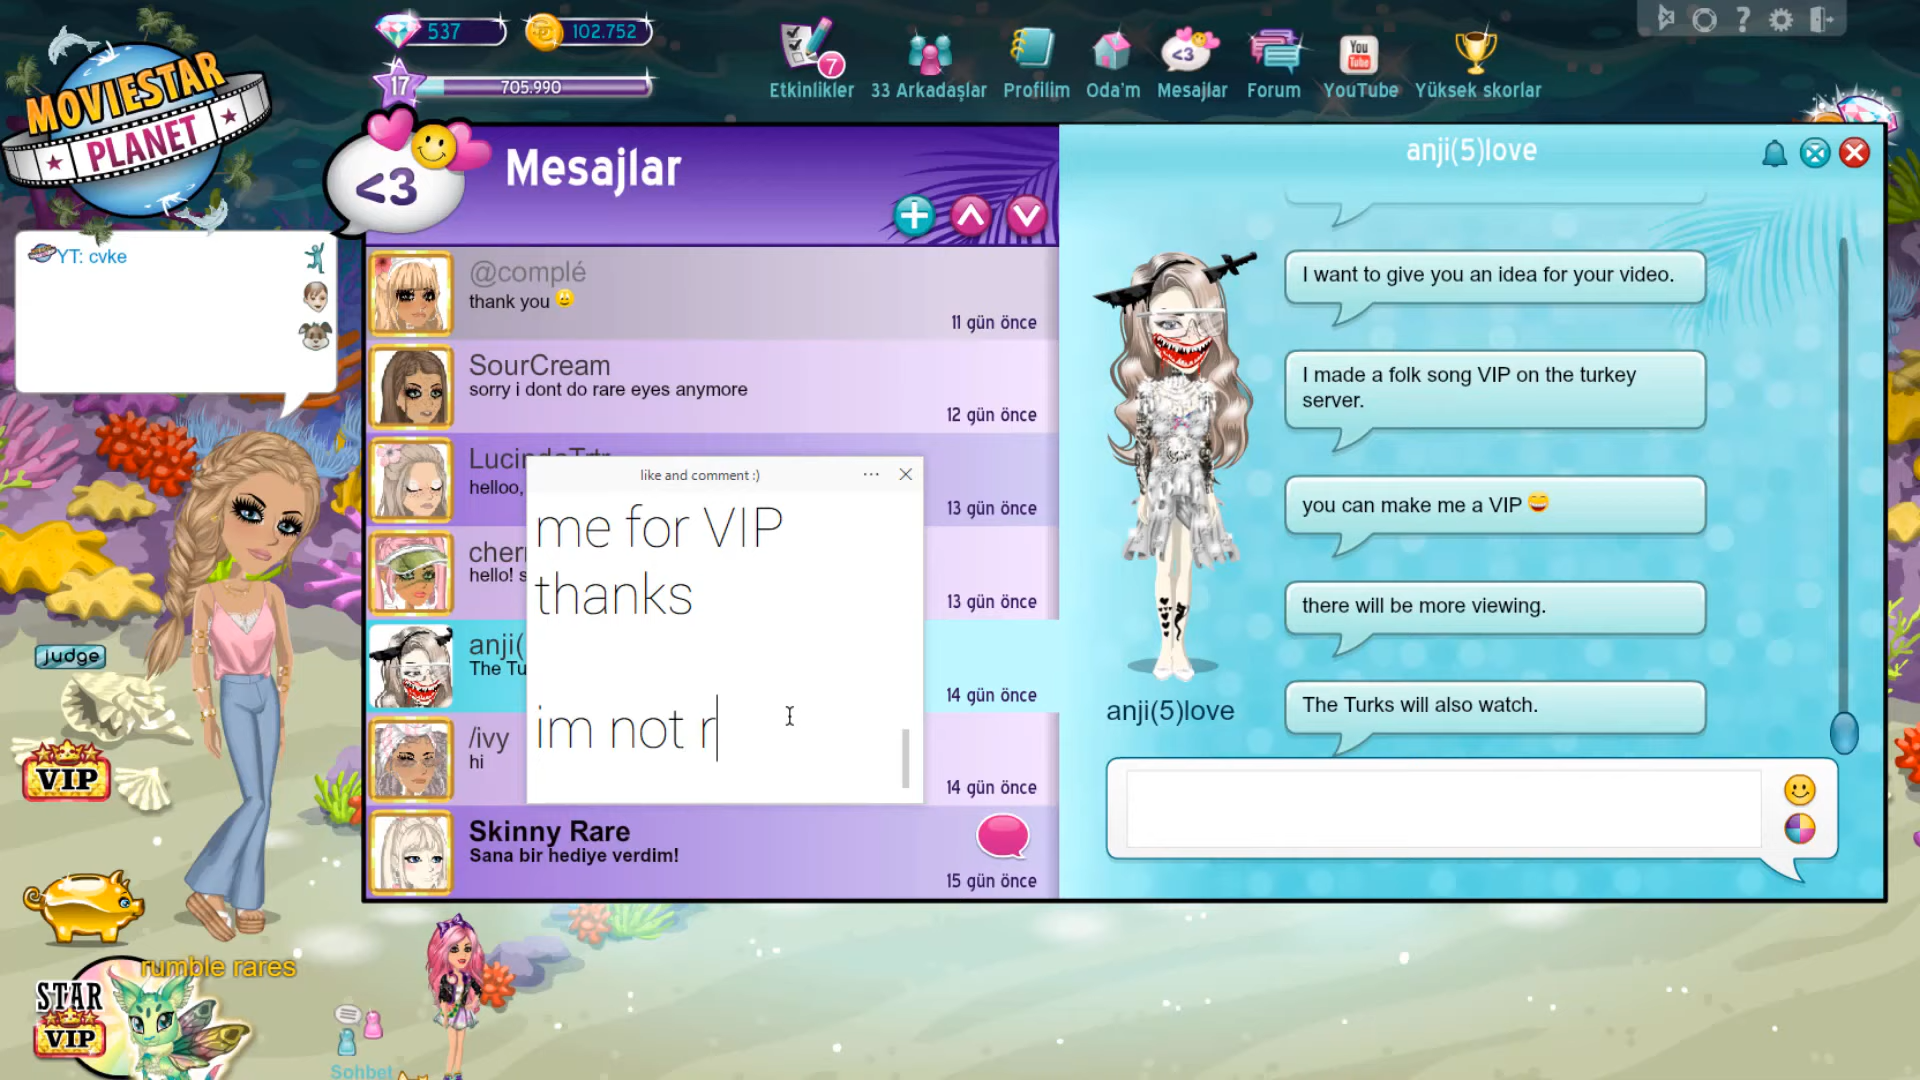 537
102.752
17
705.990
MOVIESTAR
PLANET
7
Etkinlikler
33 Arkadaşlar
Profilim
<3
Oda'm
Mesajlar
Forum
You
Tube
YouTube
Yüksek skorlar
<3
Mesajlar
YT: cvke
@complé
thank you
11 gün önce
SourCream
sorry i dont do rare eyes anymore
12 gün önce
helloo,
13 gün önce
hello! s
13 gün önce
anji(
The Tu
14 gün önce
/ivy
hi
14 gün önce
Skinny Rare
Sana bir hediye verdim!
15 gün önce
like and comment :)
me for VIP
thanks
im not r
anji(5)love
I want to give you an idea for your video.
I made a folk song VIP on the turkey
server.
you can make me a VIP 😄
there will be more viewing.
The Turks will also watch.
anji(5)love
judge
VIP
rumble rares
STAR
VIP
Sohbet